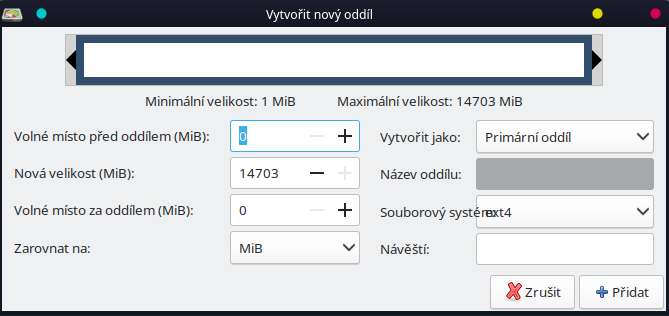 Vytvořit nový oddíl
Minimální velikost: 1 MiB Maximální velikost: 14703 MiB
Volné místo před oddílem (MiB): 0 Vytvořit jako: Primární oddíl
Nová velikost (MiB): 14703 Název oddílu:
Volné místo za oddílem (MiB): 0 Souborový systém: ext4
Zarovnat na: MiB Návěští:
Zrušit Přidat